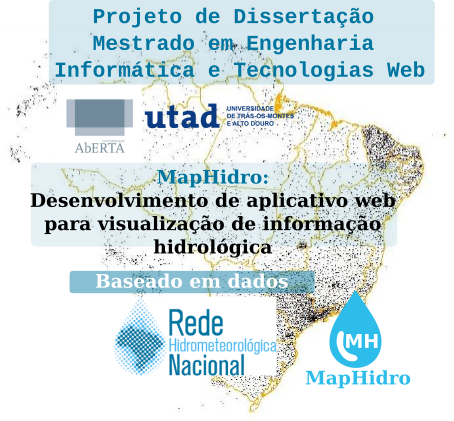 Projeto de Dissertação
Mestrado em Engenharia
Informática e Tecnologias Web
AbERTA
utad
UNIVERSIDADE
DE TRÁS-OS-MONTES
E ALTO DOURO
MapHidro:
Desenvolvimento de aplicativo web
para visualização de informação
hidrológica
Baseado em dados
Rede
Hidrometeorológica
Nacional
MH
MapHidro